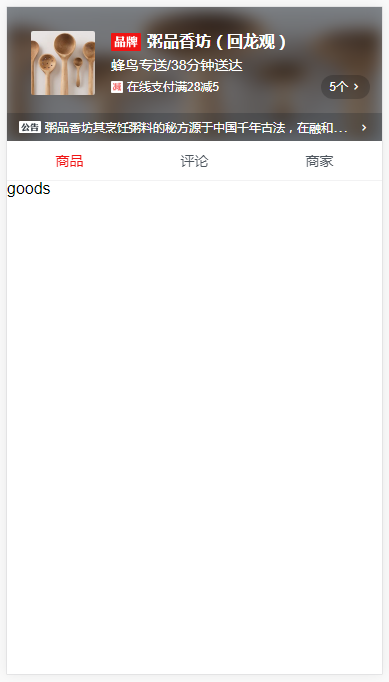 品牌 粥品香坊（回龙观）
蜂鸟专送/38分钟送达
减 在线支付满28减5
5个 >
公告 粥品香坊其烹饪粥料的秘方源于中国千年古法，在融和... >
商品 评论 商家
goods